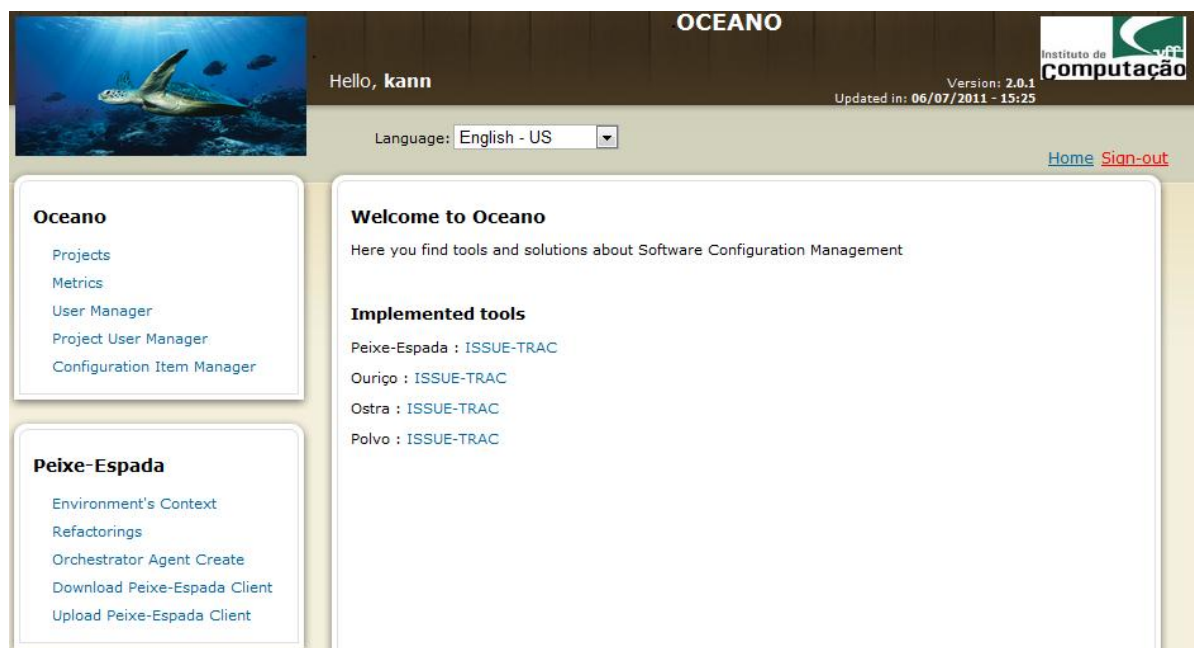 OCEANO
Instituto de
uff
Computação
Hello, kann
Version: 2.0.1
Updated in: 06/07/2011 - 15:25
Language: English - US
Home Sign-out
Oceano
Projects
Metrics
User Manager
Project User Manager
Configuration Item Manager
Peixe-Espada
Environment's Context
Refactorings
Orchestrator Agent Create
Download Peixe-Espada Client
Upload Peixe-Espada Client
Welcome to Oceano
Here you find tools and solutions about Software Configuration Management
Implemented tools
Peixe-Espada : ISSUE-TRAC
Ouriço : ISSUE-TRAC
Ostra : ISSUE-TRAC
Polvo : ISSUE-TRAC